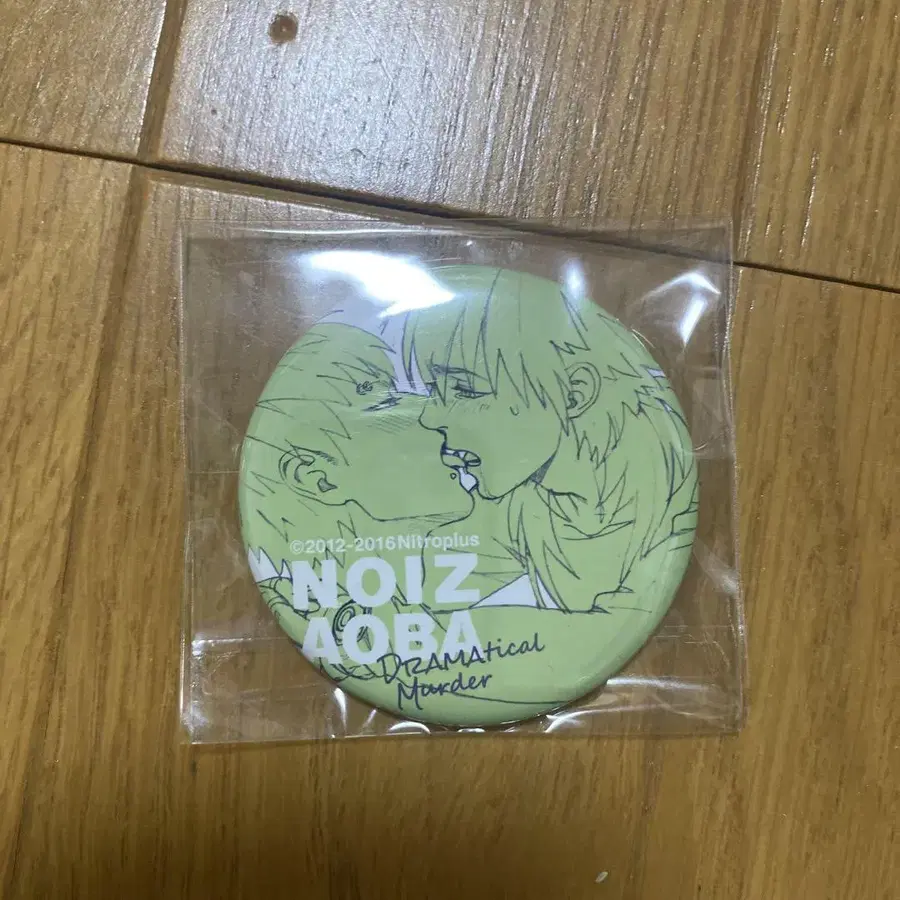 ©2012-2016Nitroplus
NOIZ
AOBA
DRAMAtical
Murder